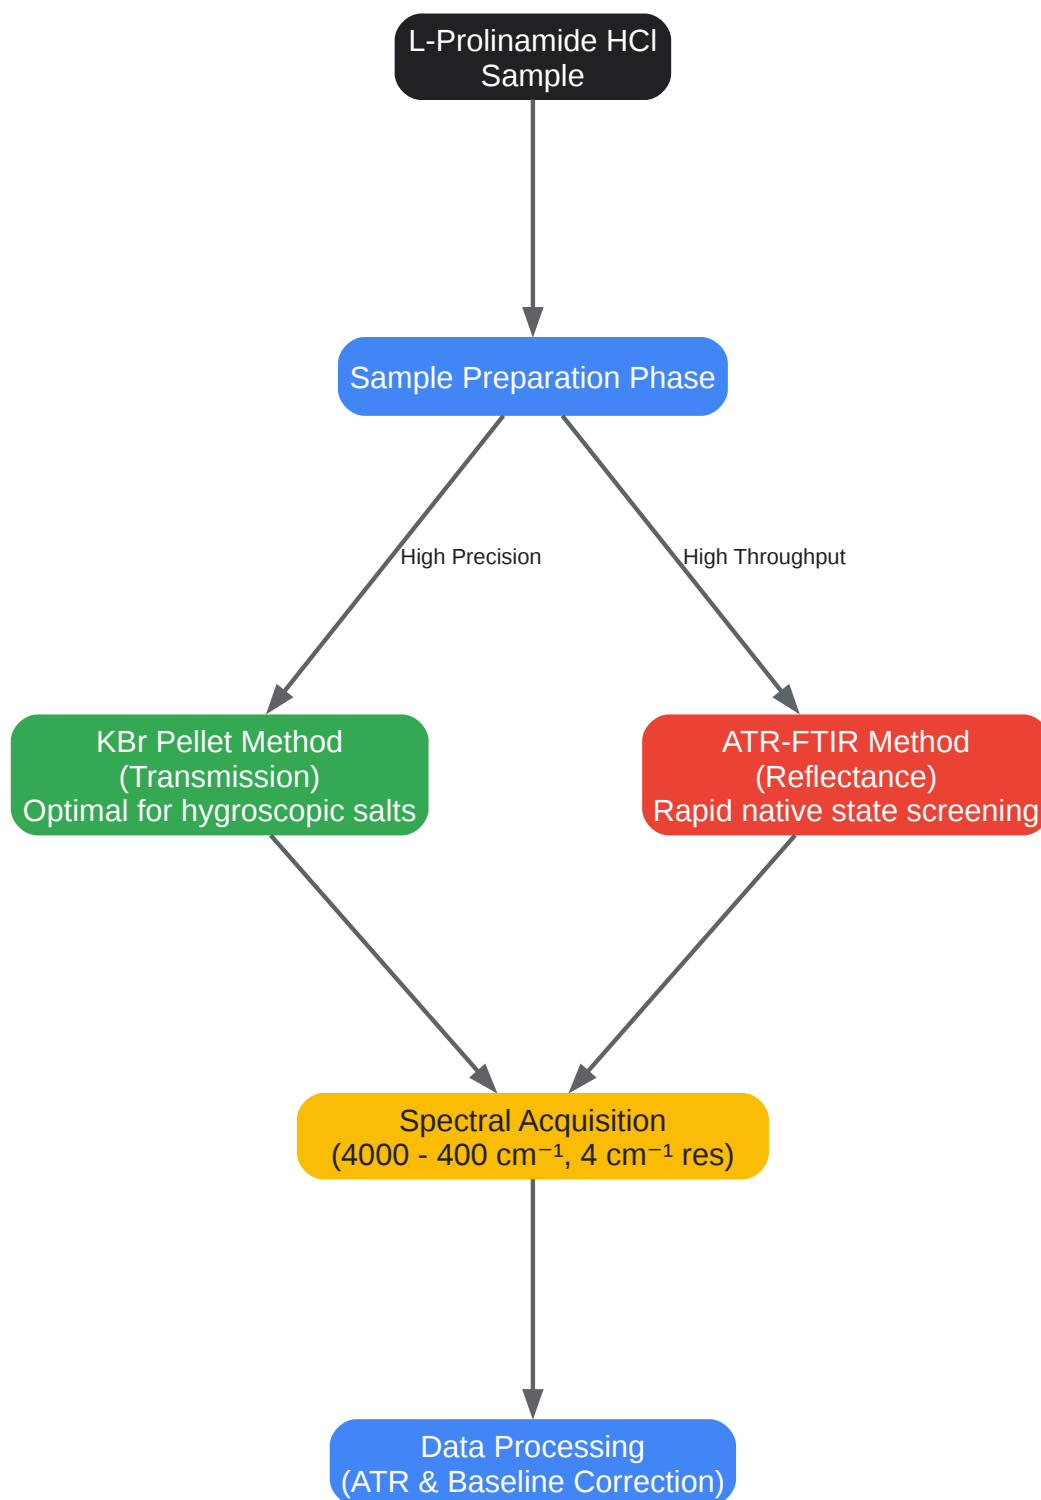 L-Prolinamide HCl
Sample
Sample Preparation Phase
High Precision
High Throughput
KBr Pellet Method
(Transmission)
Optimal for hygroscopic salts
ATR-FTIR Method
(Reflectance)
Rapid native state screening
Spectral Acquisition
(4000 - 400 cm⁻¹, 4 cm⁻¹ res)
Data Processing
(ATR & Baseline Correction)